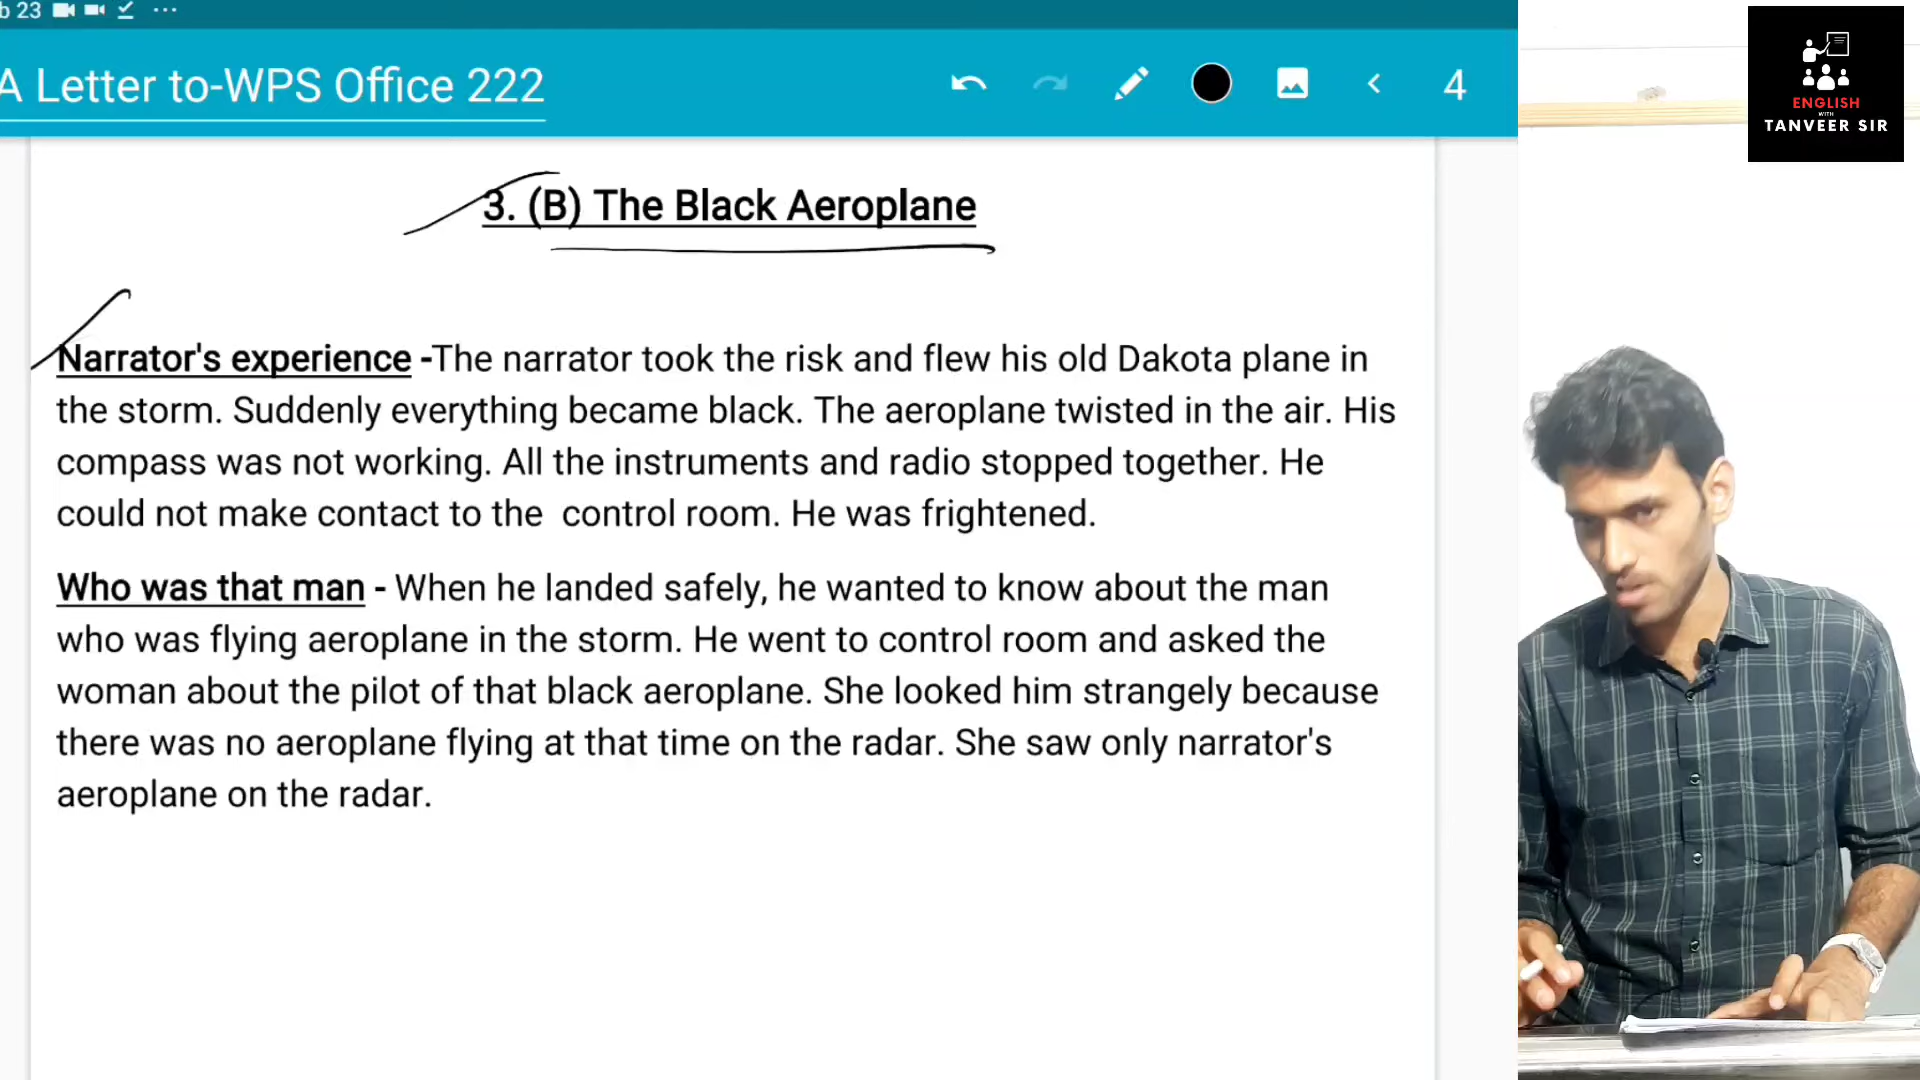 b 23 ...
A Letter to-WPS Office 222
4
ENGLISH
WITH
TANVEER SIR
3. (B) The Black Aeroplane
Narrator's experience -The narrator took the risk and flew his old Dakota plane in
the storm. Suddenly everything became black. The aeroplane twisted in the air. His
compass was not working. All the instruments and radio stopped together. He
could not make contact to the control room. He was frightened.
Who was that man - When he landed safely, he wanted to know about the man
who was flying aeroplane in the storm. He went to control room and asked the
woman about the pilot of that black aeroplane. She looked him strangely because
there was no aeroplane flying at that time on the radar. She saw only narrator's
aeroplane on the radar.